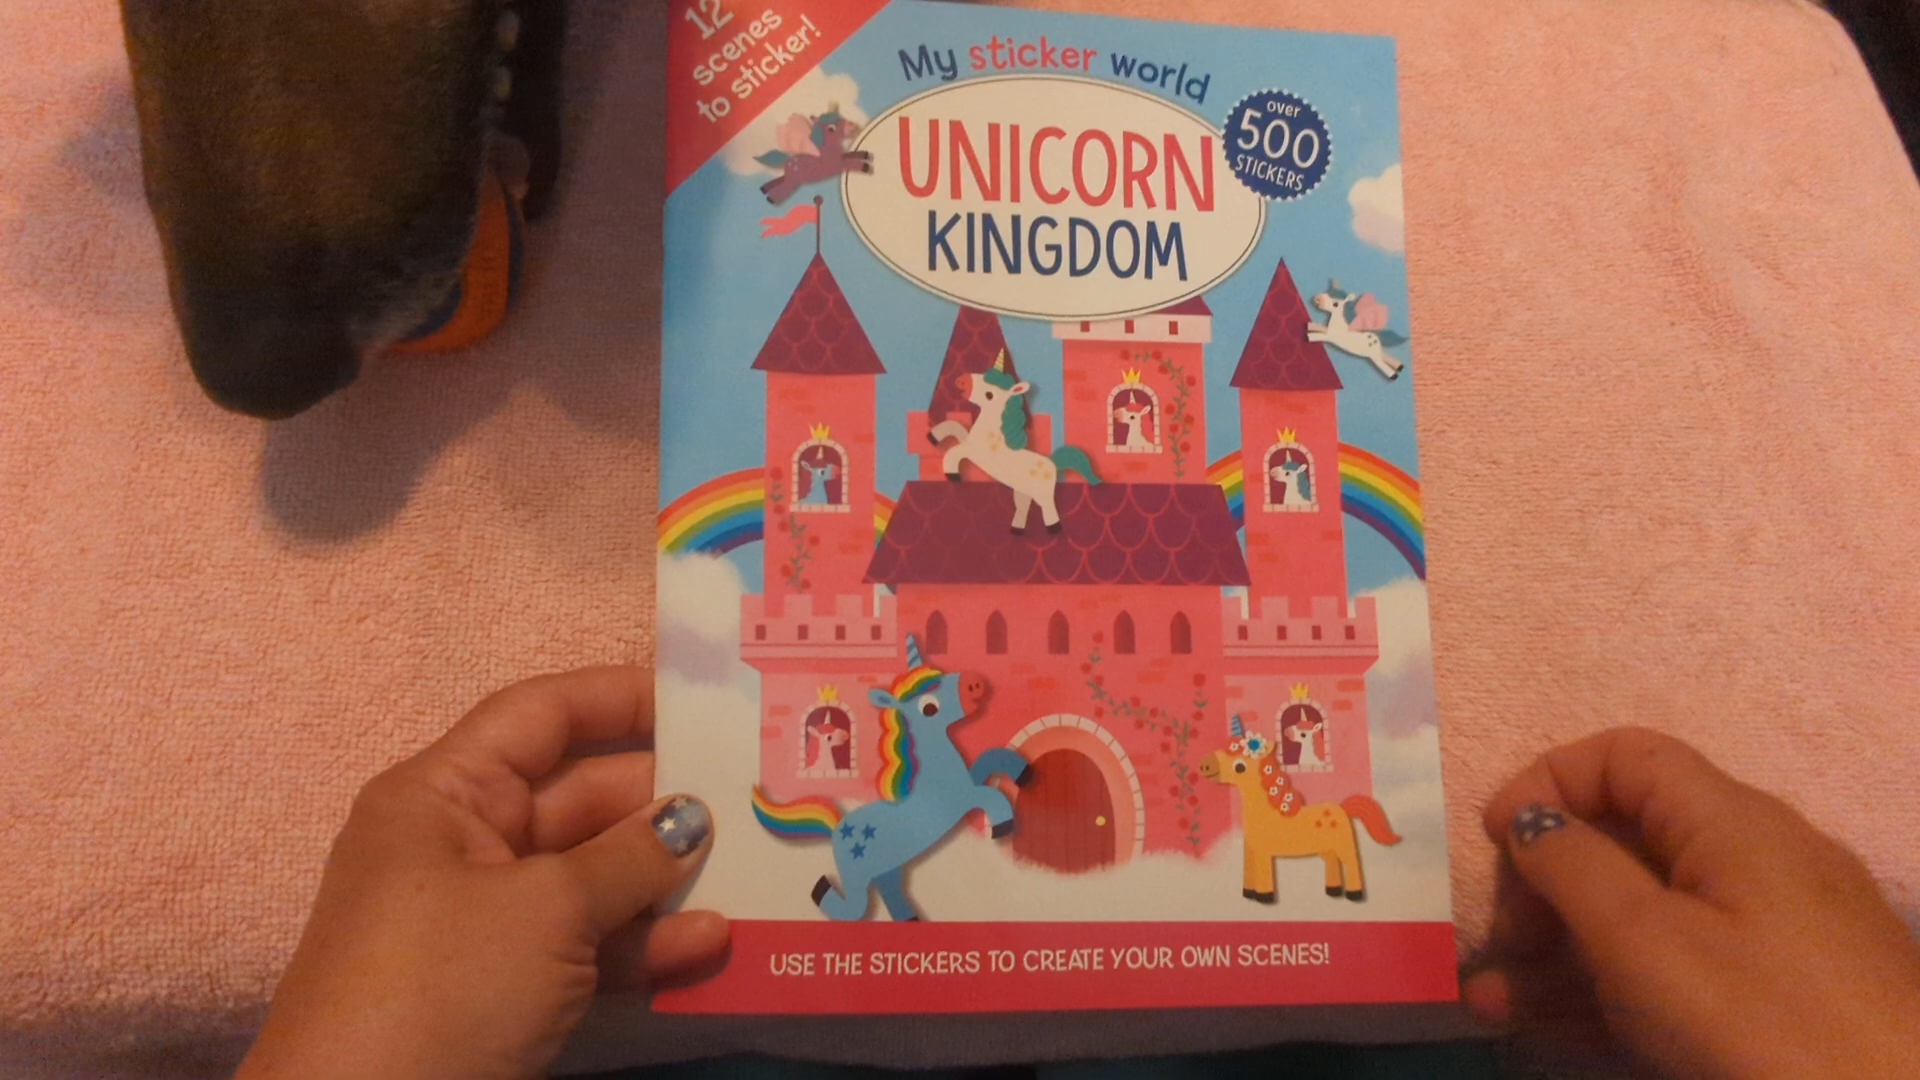 12
scenes
to sticker!
My sticker world
UNICORN
KINGDOM
over
500
STICKERS
USE THE STICKERS TO CREATE YOUR OWN SCENES!